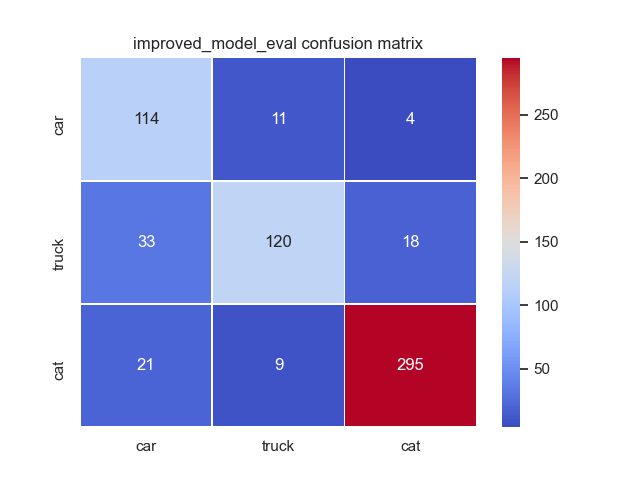 improved_model_eval confusion matrix
car 114 11 4
truck 33 120 18
cat 21 9 295
car truck cat
250
200
150
100
50